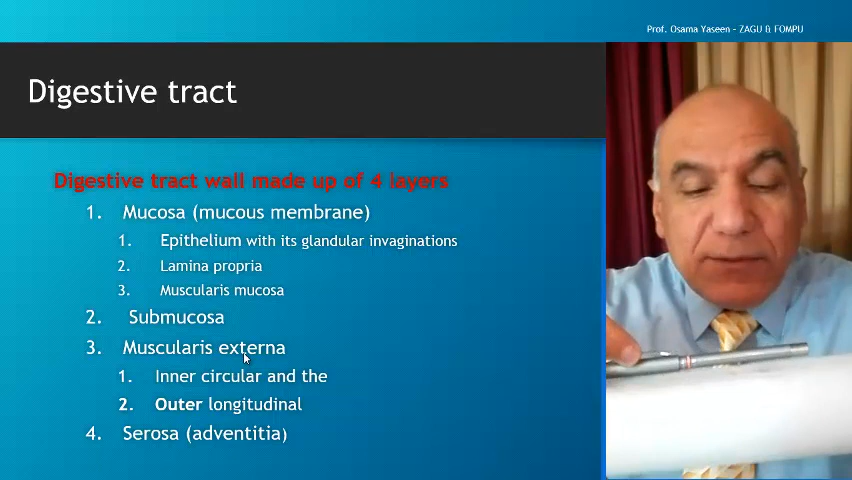 Prof. Osama Yaseen – ZAGU & FOMPU
Digestive tract
Digestive tract wall made up of 4 layers
1. Mucosa (mucous membrane)
1. Epithelium with its glandular invaginations
2. Lamina propria
3. Muscularis mucosa
2. Submucosa
3. Muscularis externa
1. Inner circular and the
2. Outer longitudinal
4. Serosa (adventitia)